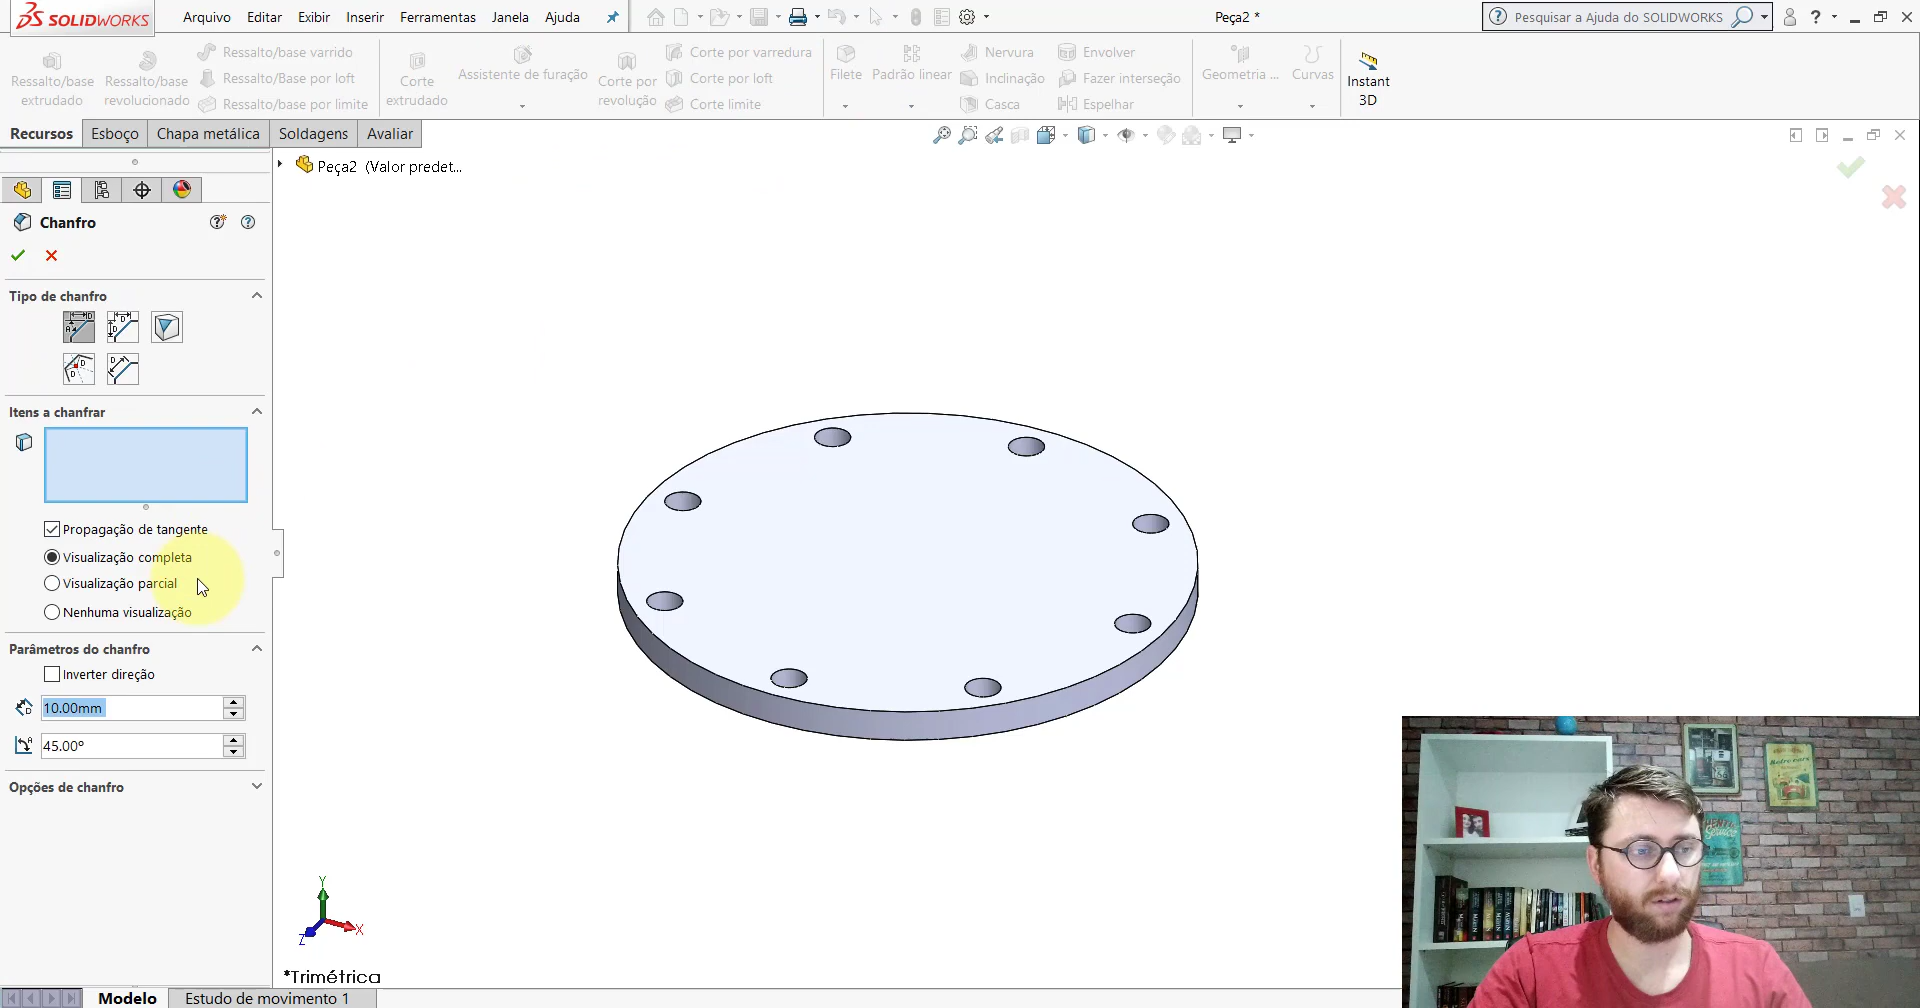 SOLIDWORKS Arquivo Editar Exibir Inserir Ferramentas Janela Ajuda Peça2 * Pesquisar a Ajuda do SOLIDWORKS ?
Ressalto/base extrudado
Ressalto/base revolucionado
Ressalto/base varrido
Ressalto/Base por loft
Ressalto/base por limite
Corte extrudado
Assistente de furação
Corte por revolução
Corte por varredura
Corte por loft
Corte limite
Filete
Padrão linear
Nervura
Inclinação
Casca
Envolver
Fazer interseção
Espelhar
Geometria ...
Curvas
Instant 3D
Recursos Esboço Chapa metálica Soldagens Avaliar
Peça2 (Valor predet...
Chanfro
Tipo de chanfro
Itens a chanfrar
Propagação de tangente
Visualização completa
Visualização parcial
Nenhuma visualização
Parâmetros do chanfro
Inverter direção
10.00mm
45.00°
Opções de chanfro
Y
X
Z
*Trimétrica
Modelo Estudo de movimento 1